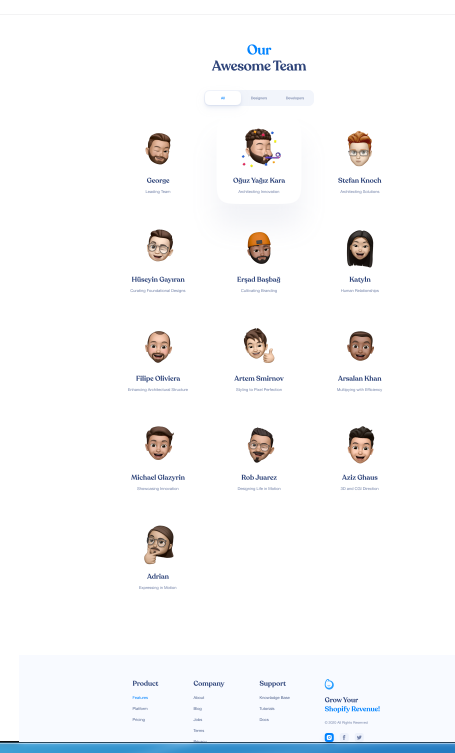 Our
Awesome Team
All Designers Developers
George
Leading Team
Oğuz Yağız Kara
Architecting Innovation
Stefan Knoch
Architecting Solutions
Hüseyin Gayıran
Curating Foundational Designs
Erşad Başbağ
Cultivating Branding
Katyln
Human Relationships
Filipe Oliviera
Enhancing Architectural Structure
Artem Smirnov
Styling to Pixel Perfection
Arsalan Khan
Multiplying with Efficiency
Michael Glazyrin
Showcasing Innovation
Rob Juarez
Designing Life in Motion
Aziz Ghaus
3D and CGI Direction
Adrian
Expressing in Motion
Product
Features
Platform
Pricing
Company
About
Blog
Jobs
Terms
Support
Knowledge Base
Tutorials
Docs
Grow Your
Shopify Revenue!
© 2020 All Rights Reserved